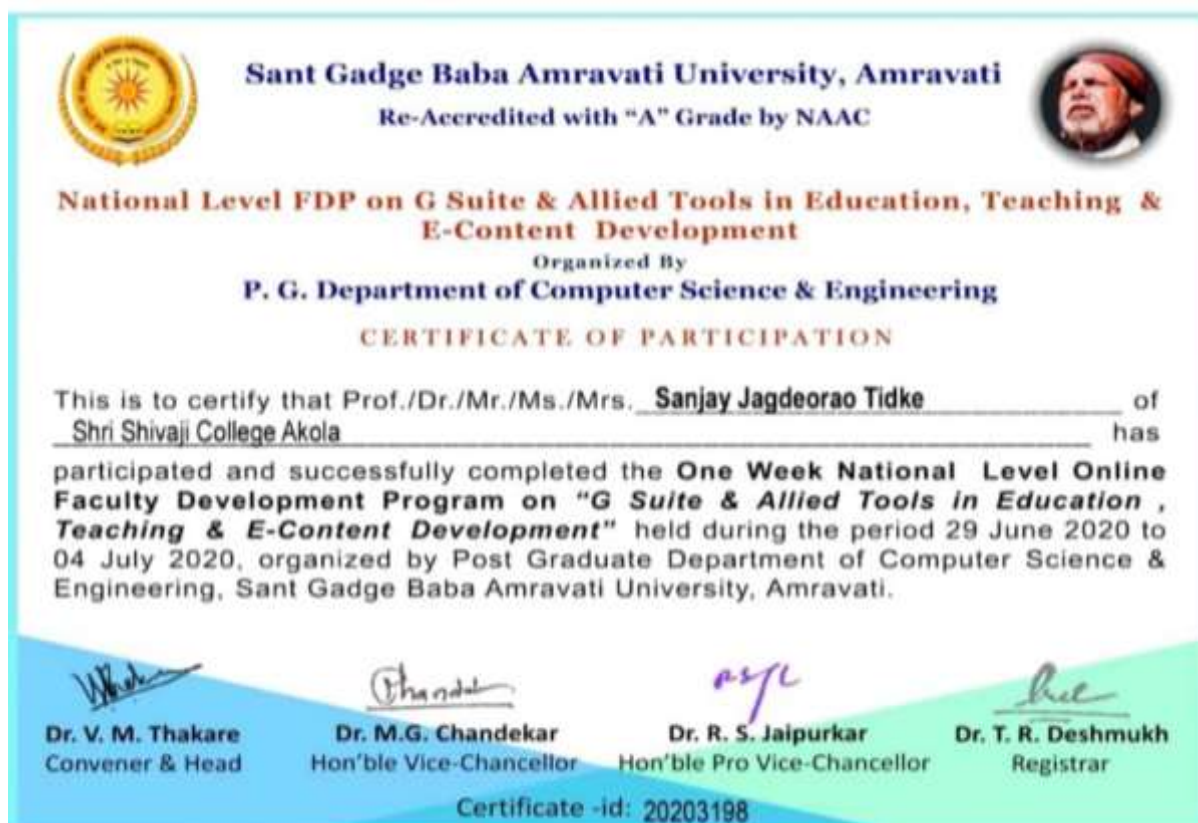 Sant Gadge Baba Amravati University, Amravati
Re-Accredited with “A” Grade by NAAC
National Level FDP on G Suite & Allied Tools in Education, Teaching &
E-Content Development
Organized By
P. G. Department of Computer Science & Engineering
CERTIFICATE OF PARTICIPATION
This is to certify that Prof./Dr./Mr./Ms./Mrs. Sanjay Jagdeorao Tidke of
Shri Shivaji College Akola has
participated and successfully completed the One Week National Level Online
Faculty Development Program on "G Suite & Allied Tools in Education ,
Teaching & E-Content Development" held during the period 29 June 2020 to
04 July 2020, organized by Post Graduate Department of Computer Science &
Engineering, Sant Gadge Baba Amravati University, Amravati.
Dr. V. M. Thakare Dr. M.G. Chandekar Dr. R. S. Jaipurkar Dr. T. R. Deshmukh
Convener & Head Hon’ble Vice-Chancellor Hon’ble Pro Vice-Chancellor Registrar
Certificate -id: 20203198